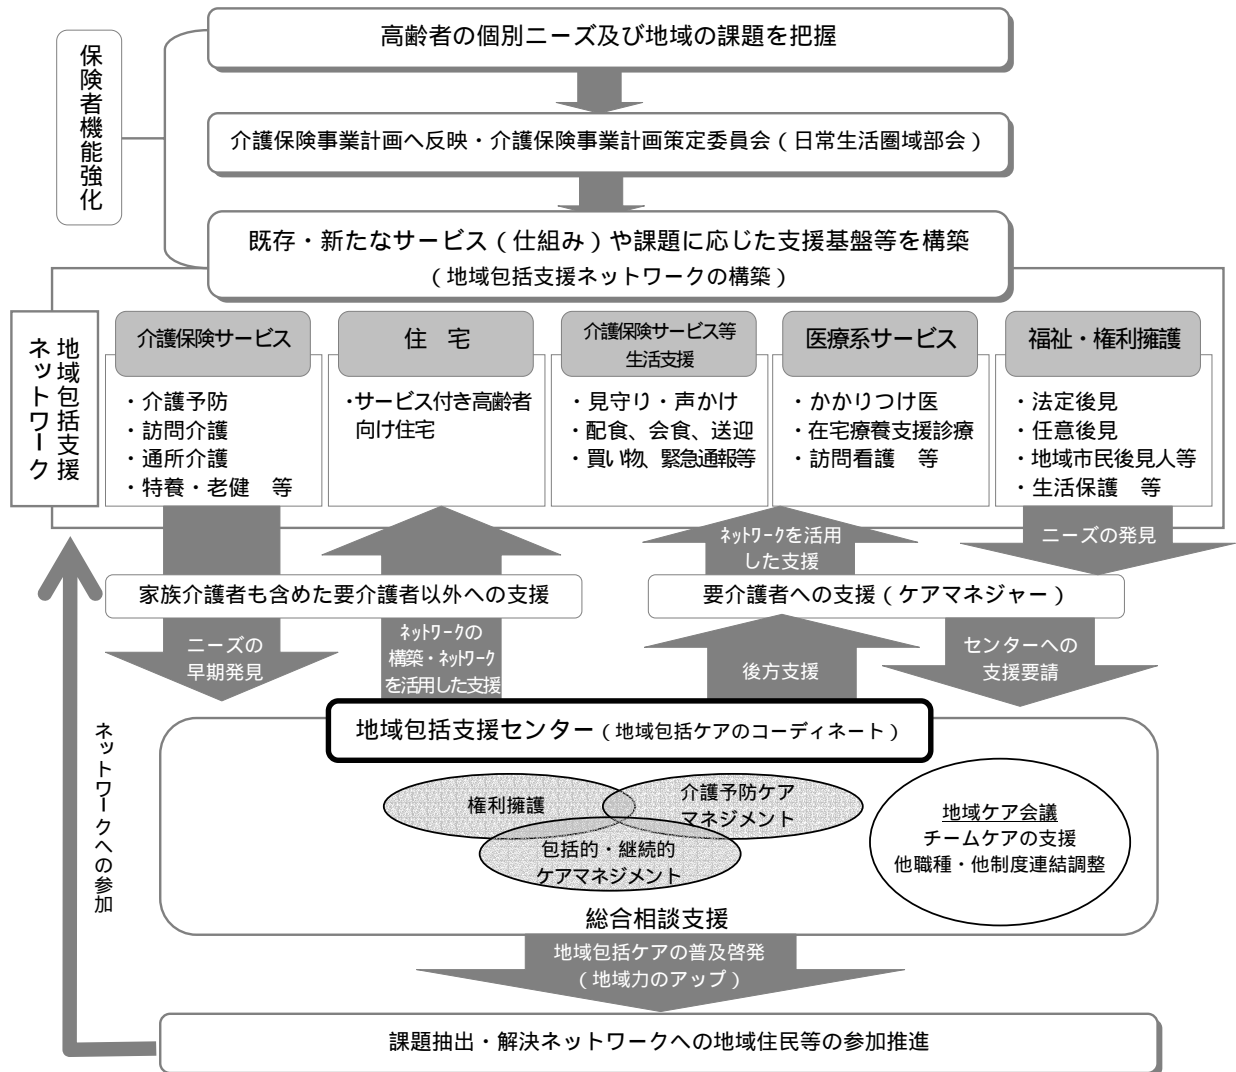 高齢者の個別ニーズ及び地域の課題を把握
保険者機能強化
介護保険事業計画へ反映・介護保険事業計画策定委員会(日常生活圏域部会)
既存・新たなサービス(仕組み)や課題に応じた支援基盤等を構築
(地域包括支援ネットワークの構築)
地域包括支援
ネットワーク
介護保険サービス
・介護予防
・訪問介護
・通所介護
・特養・老健 等
住 宅
・サービス付き高齢者
向け住宅
介護保険サービス等
生活支援
・見守り・声かけ
・配食、会食、送迎
・買い物、緊急通報等
医療系サービス
・かかりつけ医
・在宅療養支援診療
・訪問看護 等
福祉・権利擁護
・法定後見
・任意後見
・地域市民後見人等
・生活保護 等
ネットワークを活用
した支援
ニーズの発見
家族介護者も含めた要介護者以外への支援
要介護者への支援(ケアマネジャー)
ニーズの
早期発見
ネットワークの
構築・ネットワーク
を活用した支援
後方支援
センターへの
支援要請
地域包括支援センター(地域包括ケアのコーディネート)
権利擁護
介護予防ケア
マネジメント
包括的・継続的
ケアマネジメント
地域ケア会議
チームケアの支援
他職種・他制度連結調整
総合相談支援
ネットワークへの参加
地域包括ケアの普及啓発
(地域力のアップ)
課題抽出・解決ネットワークへの地域住民等の参加推進